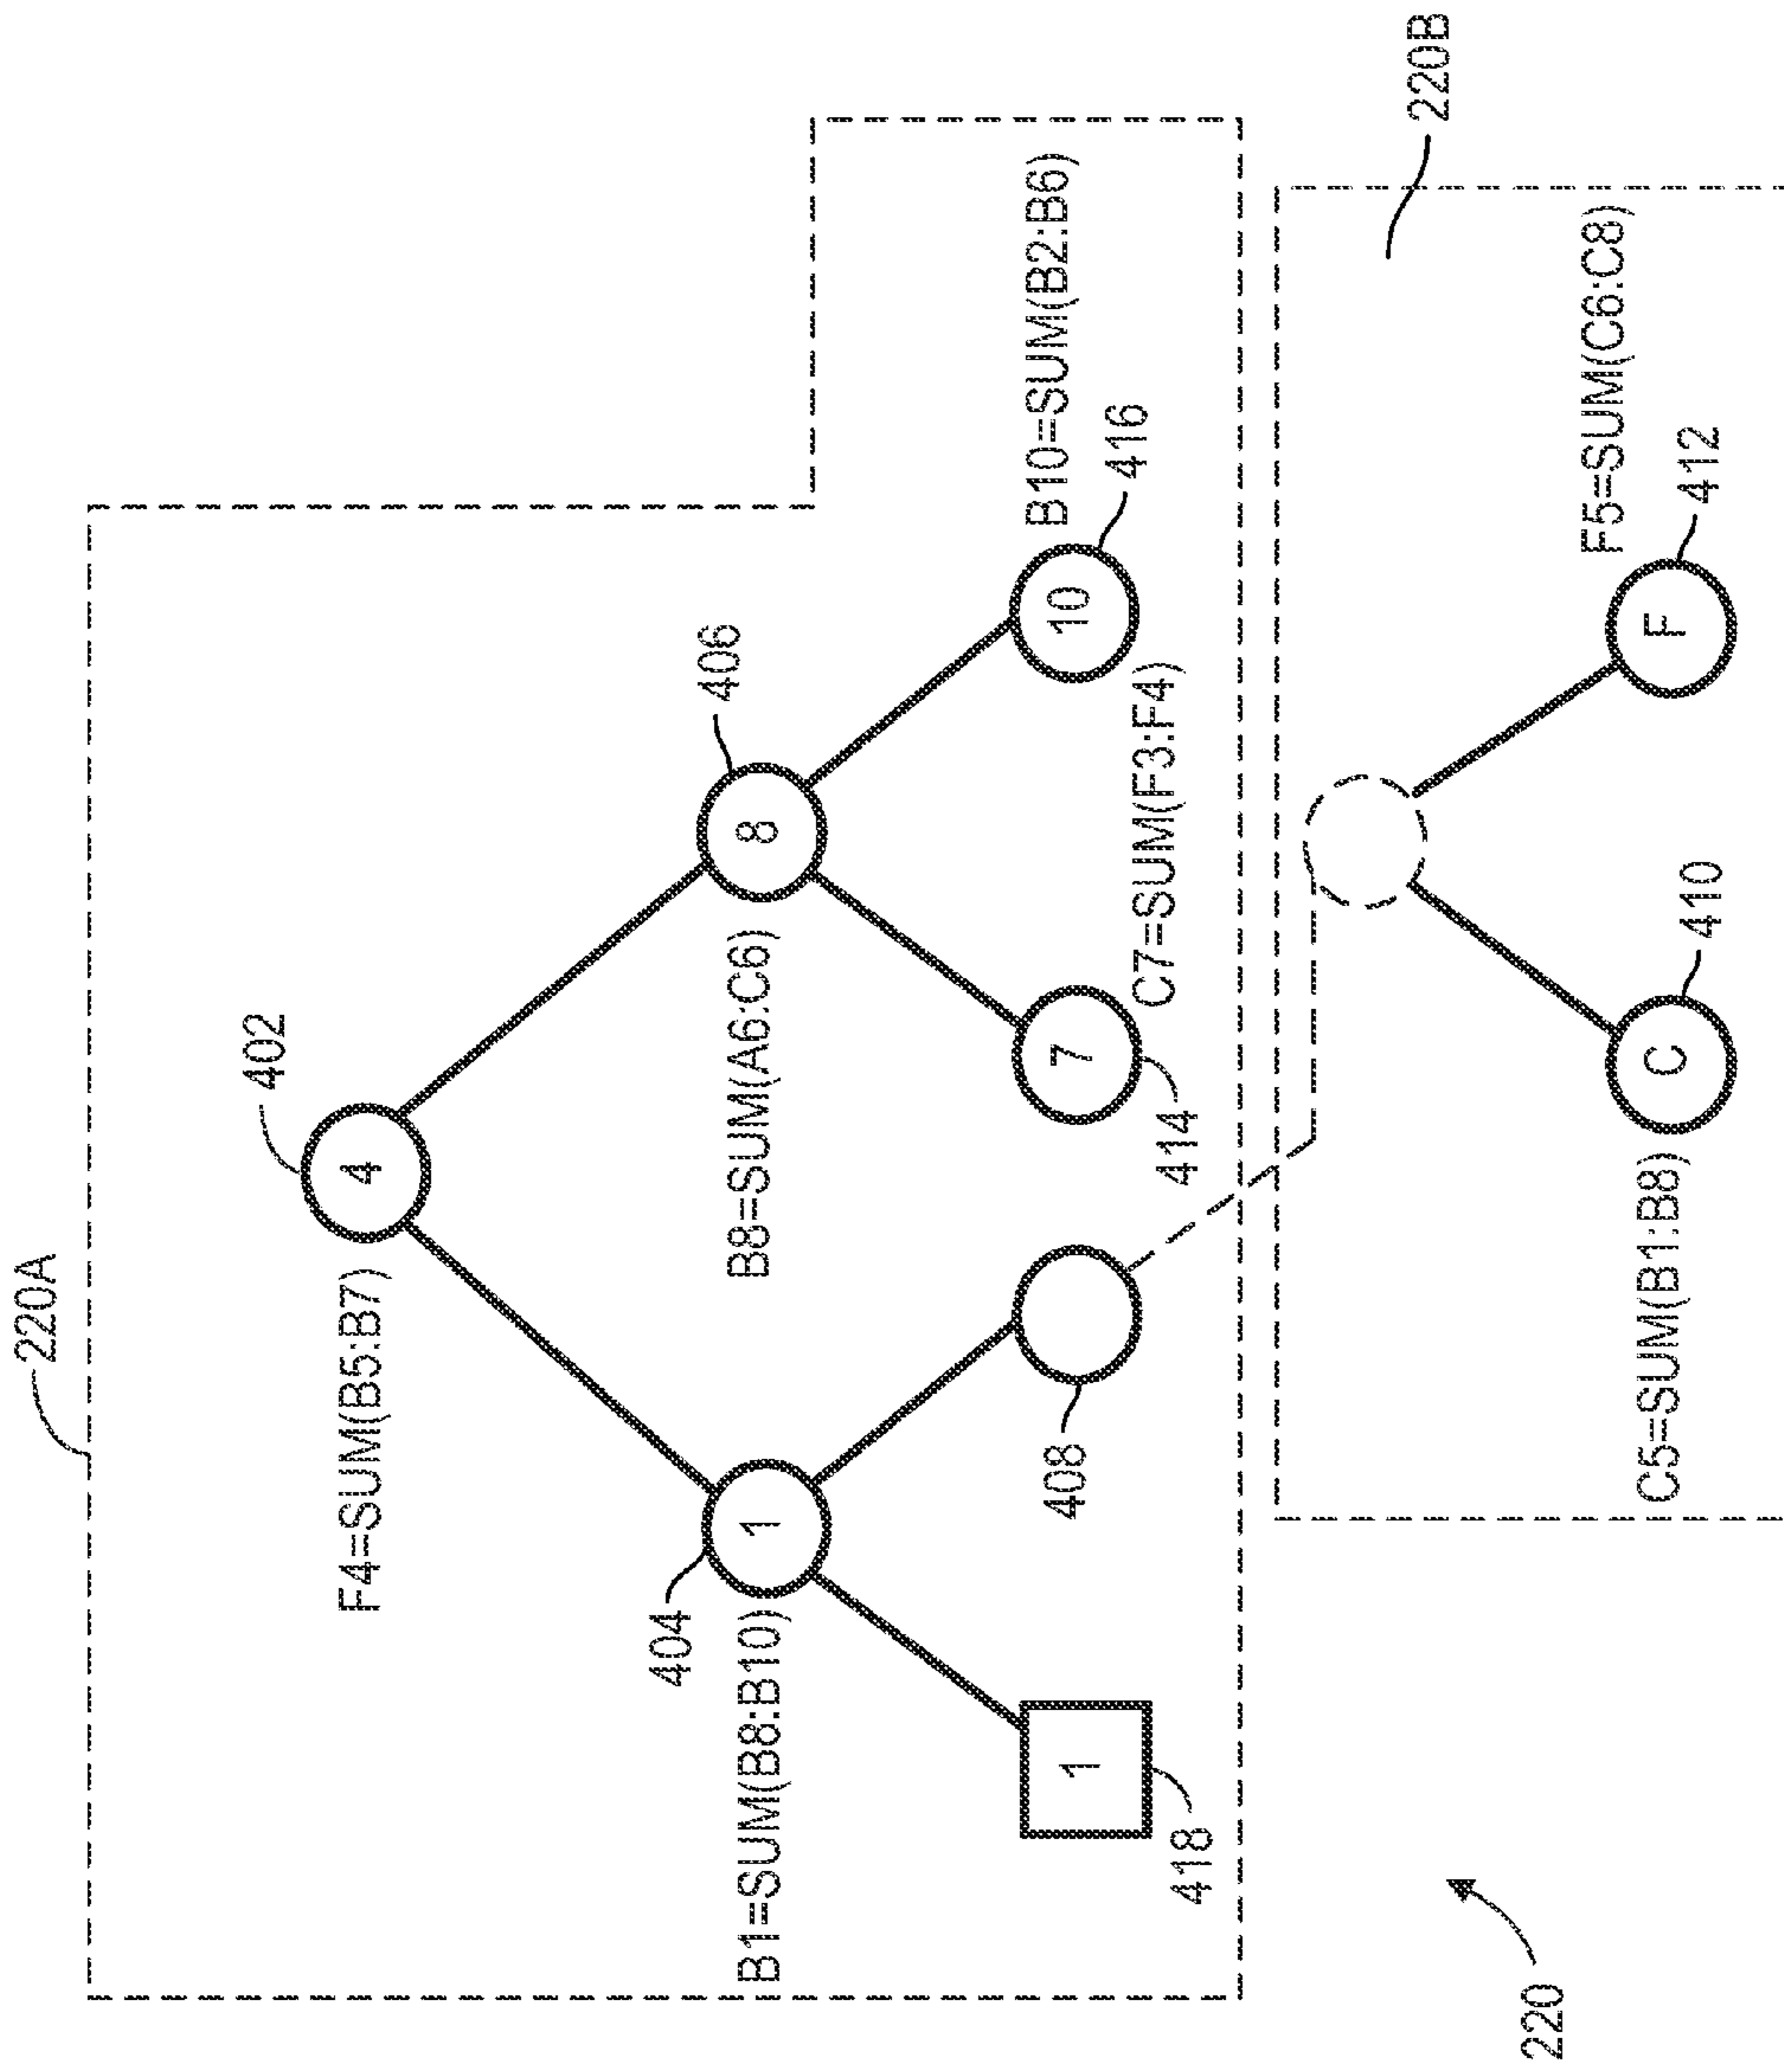 220A
402
4
F4=SUM(B5:B7)
406
404
1
8
B1=SUM(B8:B10)
B8=SUM(A6:C6)
B10=SUM(B2:B6)
1
7
10
418
408
414
416
C7=SUM(F3:F4)
220B
F5=SUM(C6:C8)
C
F
C5=SUM(B1:B8)
410
412
220